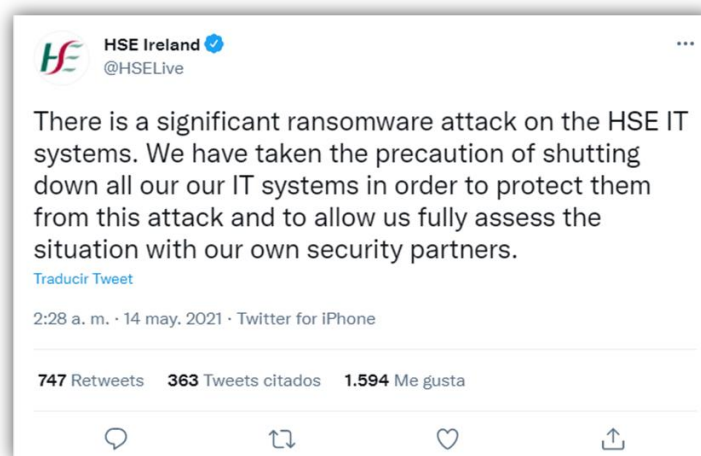 HSE
HSE Ireland
@HSELive
There is a significant ransomware attack on the HSE IT
systems. We have taken the precaution of shutting
down all our our IT systems in order to protect them
from this attack and to allow us fully assess the
situation with our own security partners.
Traducir Tweet
2:28 a. m. · 14 may. 2021 · Twitter for iPhone
747 Retweets 363 Tweets citados 1.594 Me gusta